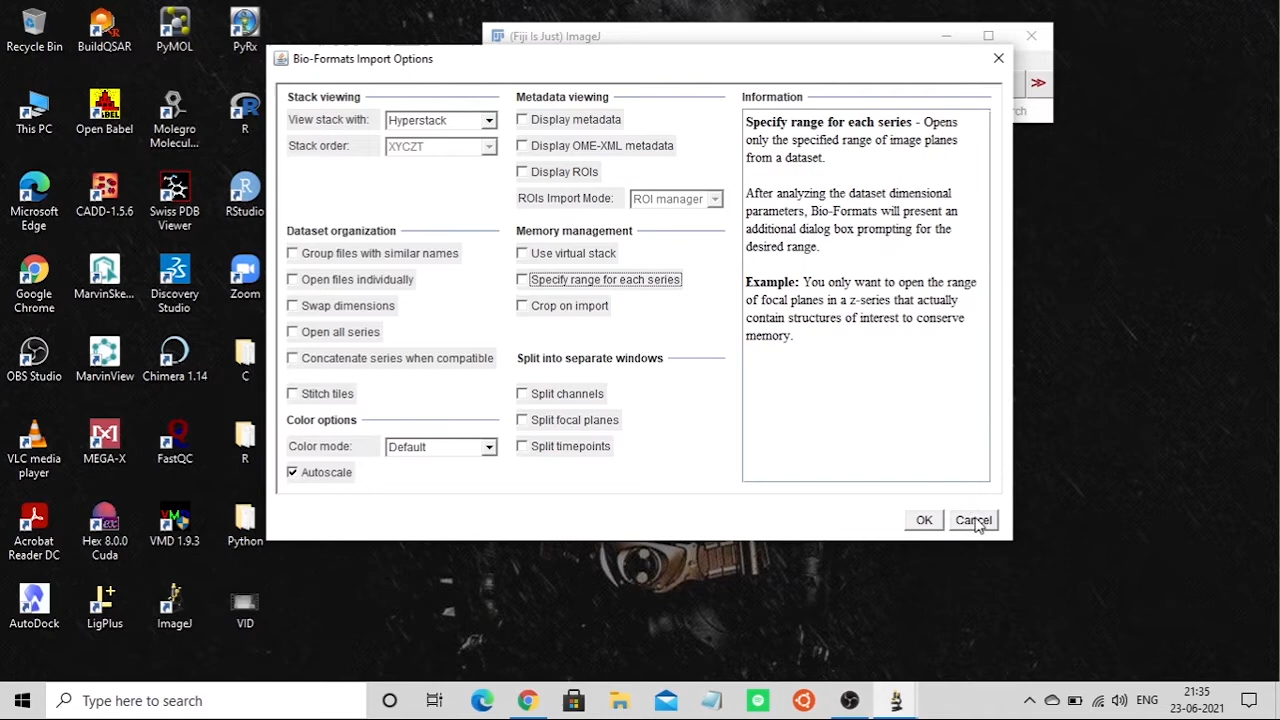 Recycle Bin
BuildQSAR
PyMOL
PyRx
(Fiji Is Just) ImageJ
Bio-Formats Import Options
Stack viewing
View stack with:
Hyperstack
Stack order:
XYCZT
Dataset organization
Group files with similar names
Open files individually
Swap dimensions
Open all series
Concatenate series when compatible
Stitch tiles
Color options
Color mode:
Default
Autoscale
Metadata viewing
Display metadata
Display OME-XML metadata
Display ROIs
ROIs Import Mode:
ROI manager
Memory management
Use virtual stack
Specify range for each series
Crop on import
Split into separate windows
Split channels
Split focal planes
Split timepoints
Information
Specify range for each series - Opens
only the specified range of image planes
from a dataset.
After analyzing the dataset dimensional
parameters, Bio-Formats will present an
additional dialog box prompting for the
desired range.
Example: You only want to open the range
of focal planes in a z-series that actually
contain structures of interest to conserve
memory.
OK
Cancel
This PC
Open Babel
Molegro
Molecul...
R
Microsoft
Edge
CADD-1.5.6
Swiss PDB
Viewer
RStudio
Google
Chrome
MarvinSke...
Discovery
Studio
Zoom
OBS Studio
MarvinView
Chimera 1.14
C
VLC media
player
MEGA-X
FastQC
R
Acrobat
Reader DC
Hex 8.0.0
Cuda
VMD 1.9.3
Python
AutoDock
LigPlus
ImageJ
VID
Type here to search
ENG
21:35
23-06-2021